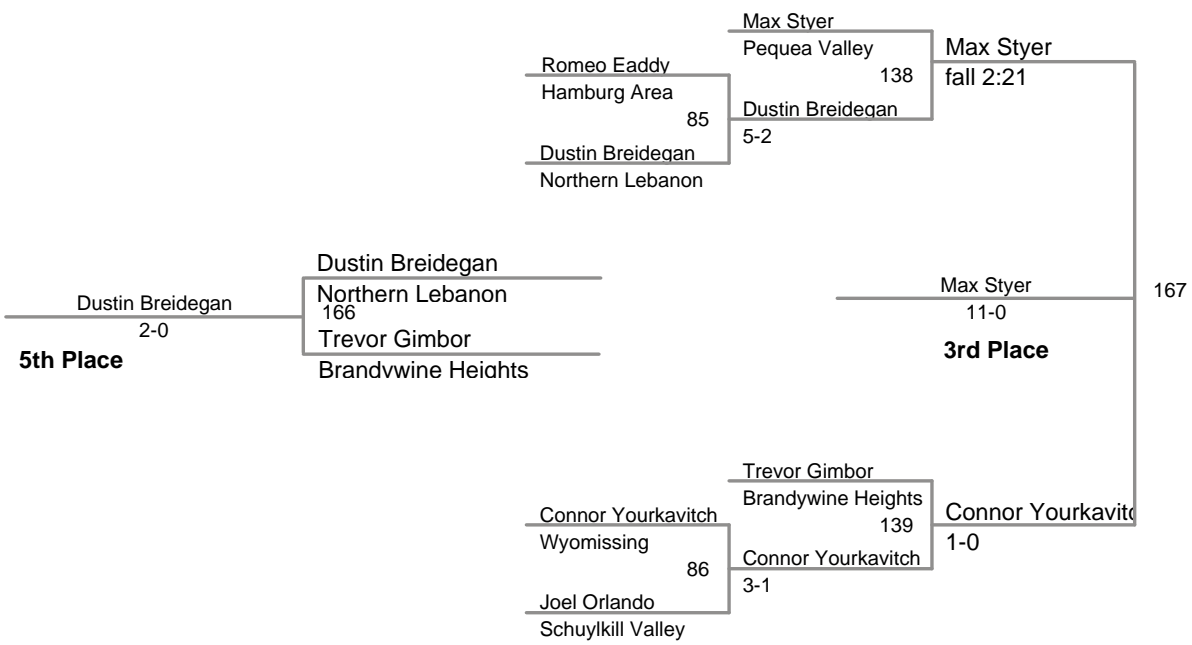 Max Styer
Pequea Valley
138
Max Styer
fall 2:21
Romeo Eaddy
Hamburg Area
85
Dustin Breidegan
5-2
Dustin Breidegan
Northern Lebanon
Dustin Breidegan
Northern Lebanon
166
Trevor Gimbor
Brandywine Heights
Dustin Breidegan
2-0
5th Place
Max Styer
11-0
3rd Place
167
Trevor Gimbor
Brandywine Heights
139
Connor Yourkavitc
1-0
Connor Yourkavitch
Wyomissing
86
Connor Yourkavitch
3-1
Joel Orlando
Schuylkill Valley